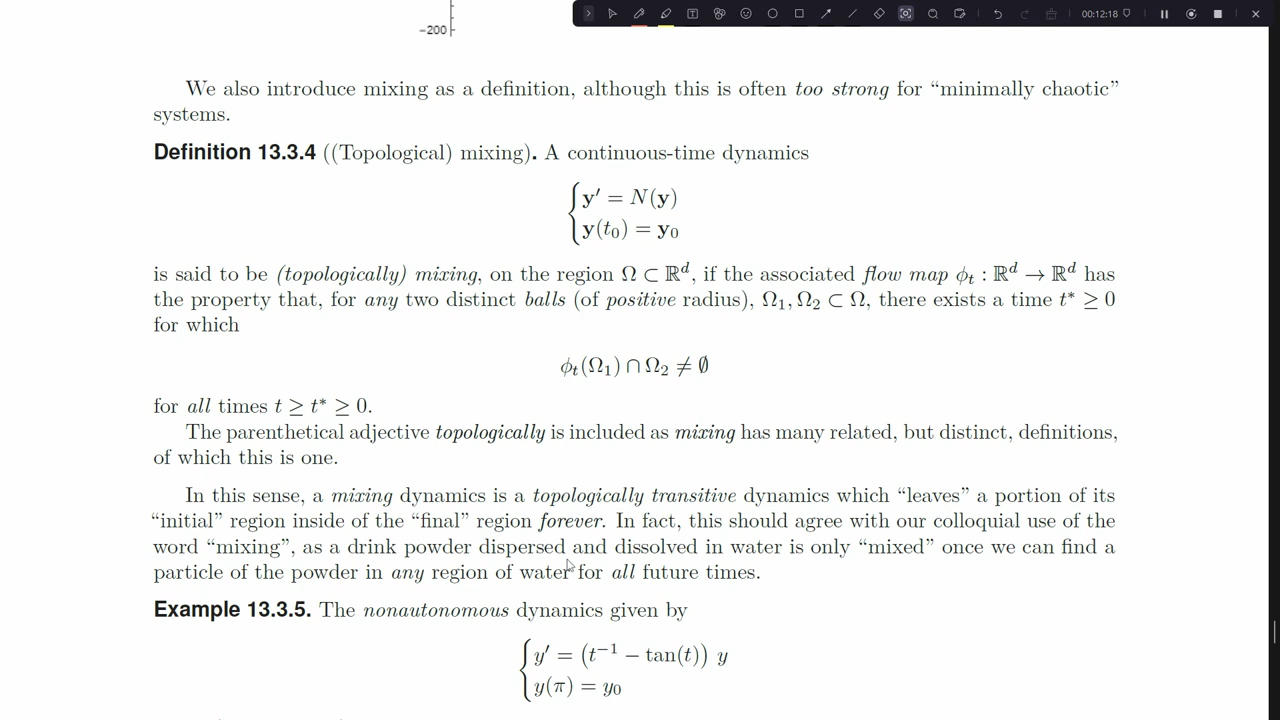 00:12:18
−200
We also introduce mixing as a definition, although this is often too strong for “minimally chaotic”
systems.
Definition 13.3.4 ((Topological) mixing). A continuous-time dynamics
y′ = N(y)
y(t₀) = y₀
is said to be (topologically) mixing, on the region Ω ⊂ ℝᵈ, if the associated flow map ϕₜ : ℝᵈ → ℝᵈ has
the property that, for any two distinct balls (of positive radius), Ω₁, Ω₂ ⊂ Ω, there exists a time t* ≥ 0
for which
ϕₜ(Ω₁) ∩ Ω₂ ≠ ∅
for all times t ≥ t* ≥ 0.
The parenthetical adjective topologically is included as mixing has many related, but distinct, definitions,
of which this is one.
In this sense, a mixing dynamics is a topologically transitive dynamics which “leaves” a portion of its
“initial” region inside of the “final” region forever. In fact, this should agree with our colloquial use of the
word “mixing”, as a drink powder dispersed and dissolved in water is only “mixed” once we can find a
particle of the powder in any region of water for all future times.
Example 13.3.5. The nonautonomous dynamics given by
y′ = (t⁻¹ − tan(t)) y
y(π) = y₀